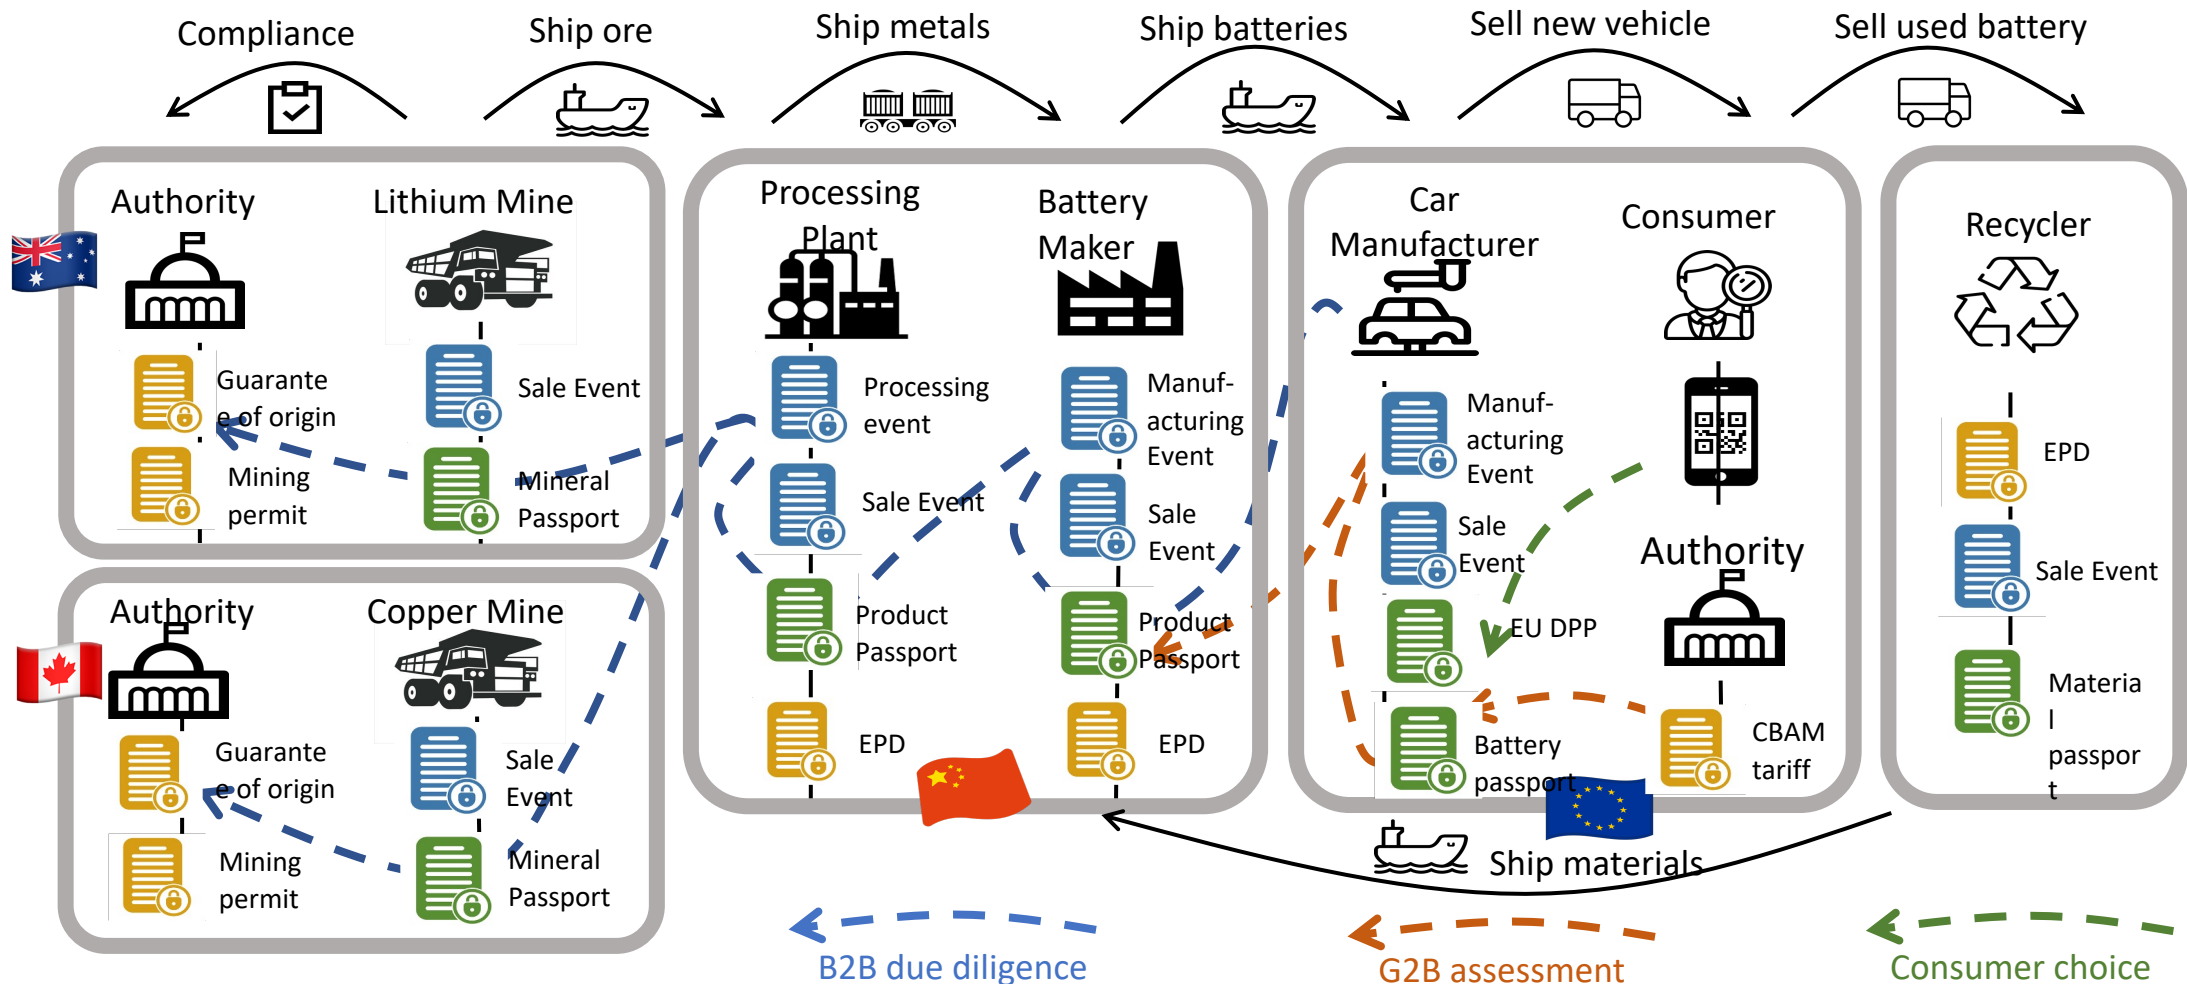 Compliance
Ship ore
Ship metals
Ship batteries
Sell new vehicle
Sell used battery
Authority
Lithium Mine
Guarante
e of origin
Mining
permit
Sale Event
Mineral
Passport
Authority
Copper Mine
Guarante
e of origin
Mining
permit
Sale
Event
Mineral
Passport
Processing
Plant
Processing
event
Sale Event
Product
Passport
EPD
Battery
Maker
Manuf-
acturing
Event
Sale
Event
Product
Passport
EPD
Car
Manufacturer
Manuf-
acturing
Event
Sale
Event
EU DPP
Battery
passport
Consumer
Authority
CBAM
tariff
Recycler
EPD
Sale Event
Materia
l
passpor
t
Ship materials
B2B due diligence
G2B assessment
Consumer choice